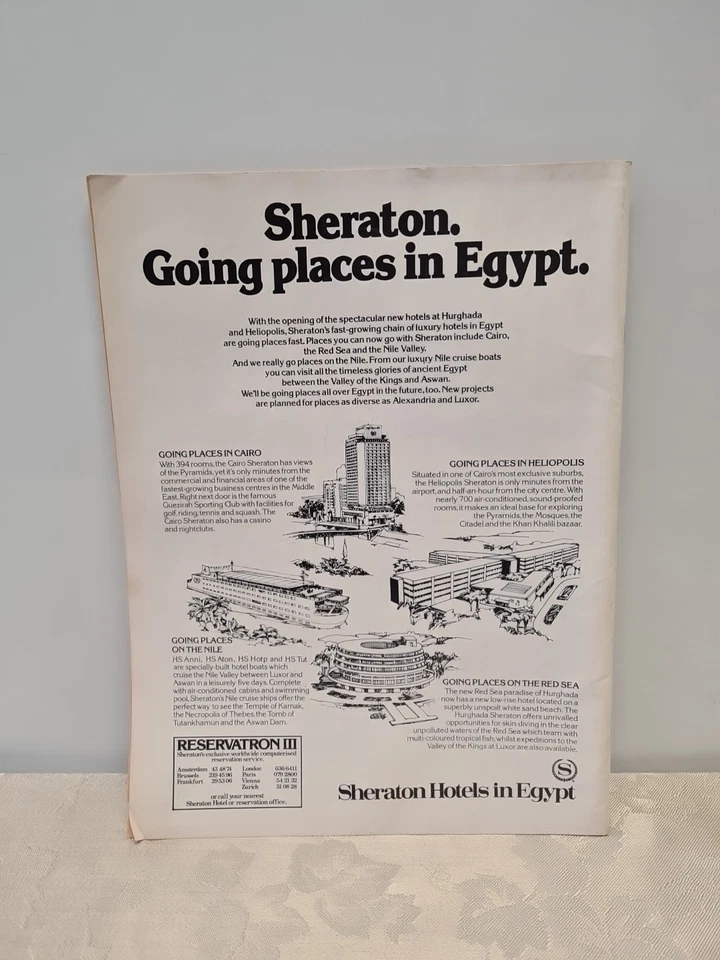 Sheraton.
Going places in Egypt.
With the opening of the spectacular new hotels at Hurghada
and Heliopolis, Sheraton's fast-growing chain of luxury hotels in Egypt
are going places fast. Places you can now go with Sheraton include Cairo,
the Red Sea and the Nile Valley.
And we really go places on the Nile. From our luxury Nile cruise boats
you can visit all the timeless glories of ancient Egypt
between the Valley of the Kings and Aswan.
We'll be going places all over Egypt in the future, too. New projects
are planned for places as diverse as Alexandria and Luxor.
GOING PLACES IN CAIRO
With 394 rooms, the Cairo Sheraton has views
of the Pyramids, yet it's only minutes from the
commercial and financial areas of one of the
fastest-growing business centres in the Middle
East. Right next door is the famous
Guezirah Sporting Club with facilities for
golf, riding, tennis and squash. The
Cairo Sheraton also has a casino
and nightclubs.
GOING PLACES IN HELIOPOLIS
Situated in one of Cairo's most exclusive suburbs,
the Heliopolis Sheraton is only minutes from the
airport, and half-an-hour from the city centre. With
nearly 700 air-conditioned, sound-proofed
rooms, it makes an ideal base for exploring
the Pyramids, the Mosques, the
Citadel and the Khan Khalili bazaar.
GOING PLACES
ON THE NILE
HS Anni, HS Aton, HS Hotp and HS Tut
are specially-built hotel boats which
cruise the Nile Valley between Luxor and
Aswan in a leisurely five days. Complete
with air-conditioned cabins and swimming
pool, Sheraton's Nile cruise ships offer the
perfect way to see the Temple of Karnak,
the Necropolis of Thebes, the Tomb of
Tutankhamun and the Aswan Dam.
GOING PLACES ON THE RED SEA
The new Red Sea paradise of Hurghada
now has a new low-rise hotel located on a
superbly unspoilt white sand beach. The
Hurghada Sheraton offers unrivalled
opportunities for skin-diving in the clear
unpolluted waters of the Red Sea which teem with
multi-coloured tropical fish, whilst expeditions to the
Valley of the Kings at Luxor are also available.
RESERVATRON III
Sheraton's exclusive worldwide computerised
reservation service.
Amsterdam 43 48 74 London 636 6411
Brussels 219 45 96 Paris 079 2800
Frankfurt 29 53 06 Vienna 54 21 32
Zurich 51 08 28
or call your nearest
Sheraton Hotel or reservation office.
S
Sheraton Hotels in Egypt